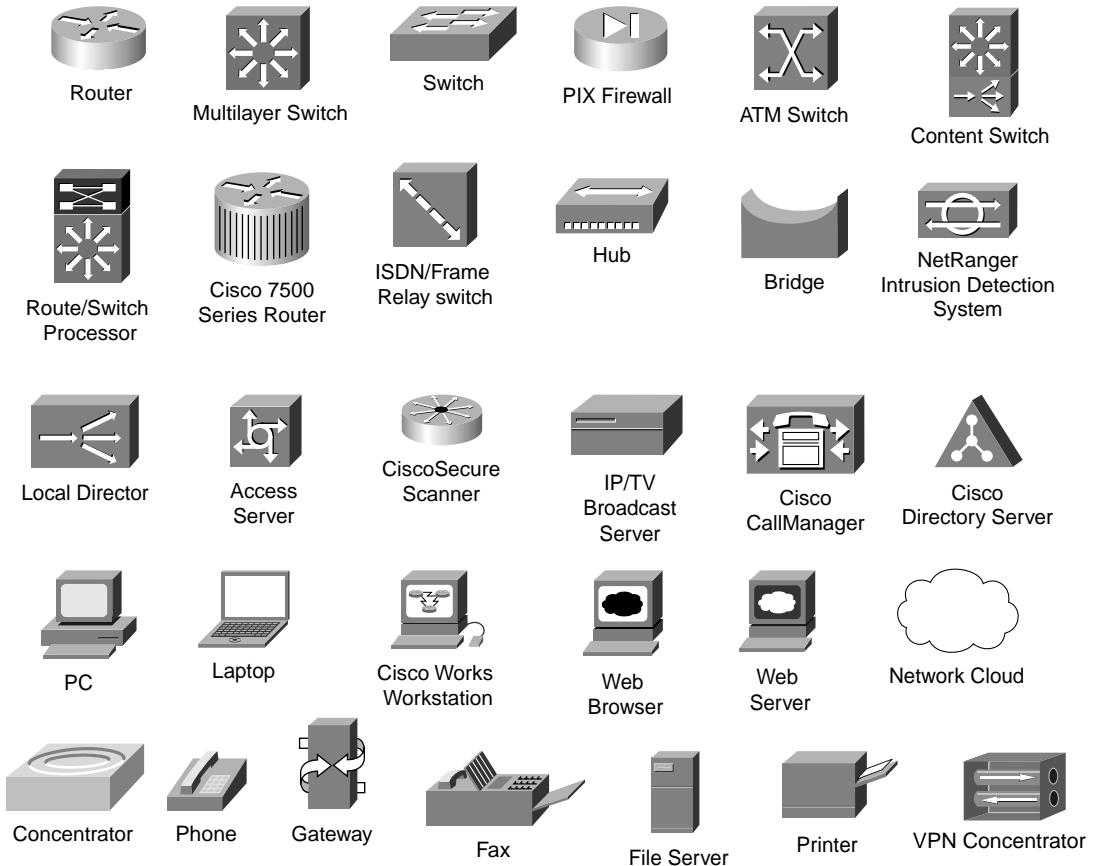 Router
Multilayer Switch
Switch
PIX Firewall
ATM Switch
Content Switch
Route/Switch
Processor
Cisco 7500
Series Router
ISDN/Frame
Relay switch
Hub
Bridge
NetRanger
Intrusion Detection
System
Local Director
Access
Server
CiscoSecure
Scanner
IP/TV
Broadcast
Server
Cisco
CallManager
Cisco
Directory Server
PC
Laptop
Cisco Works
Workstation
Web
Browser
Web
Server
Network Cloud
Concentrator
Phone
Gateway
Fax
File Server
Printer
VPN Concentrator